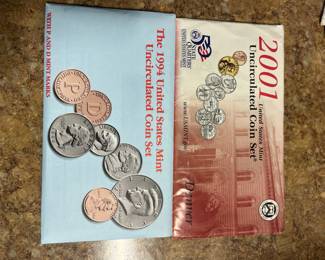 The 1994 United States Mint
Uncirculated Coin Set
WITH P AND D MINT MARKS
P
D
2001
United States Mint
Uncirculated Coin Set
50
Denver